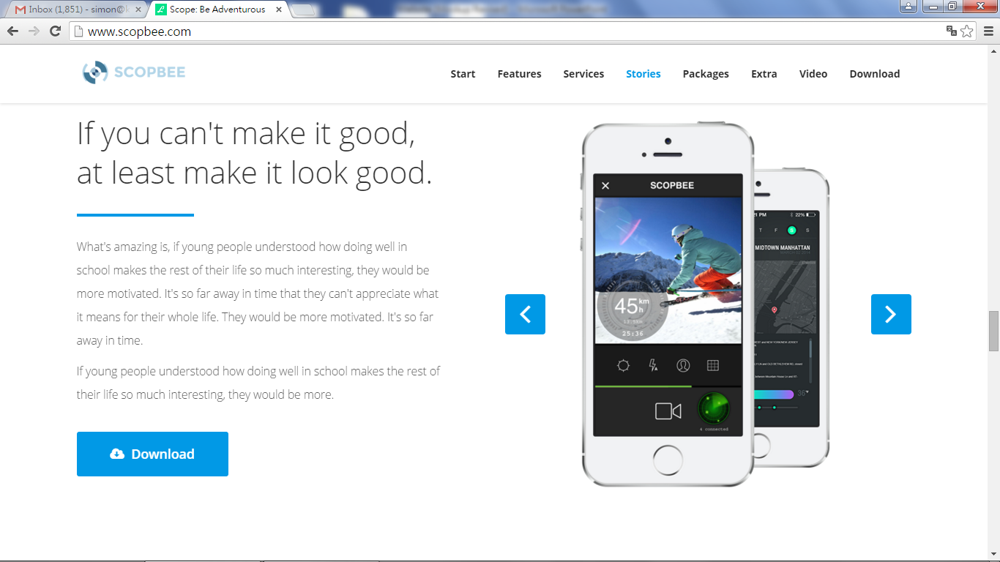 Inbox (1,851) - simon@
Scope: Be Adventurous
www.scopbee.com
SCOPBEE
Start Features Services Stories Packages Extra Video Download
If you can't make it good,
at least make it look good.
What's amazing is, if young people understood how doing well in
school makes the rest of their life so much interesting, they would be
more motivated. It's so far away in time that they can't appreciate what
it means for their whole life. They would be more motivated. It's so far
away in time.
If young people understood how doing well in school makes the rest of
their life so much interesting, they would be more.
Download
SCOPBEE
45 km
h
25:36
4 connected
21 PM 22%
T F S S
MIDTOWN MANHATTAN
36°